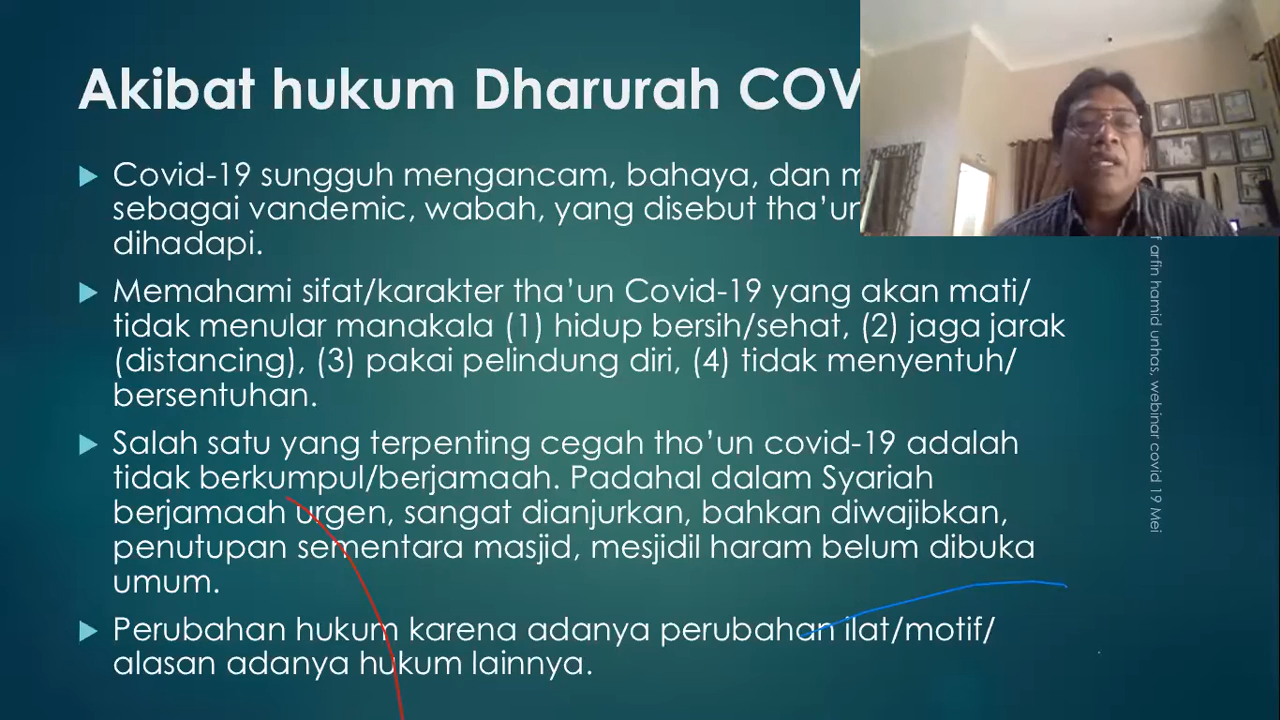 Akibat hukum Dharurah COV
Covid-19 sungguh mengancam, bahaya, dan m
sebagai vandemic, wabah, yang disebut tha’un
dihadapi.
Memahami sifat/karakter tha’un Covid-19 yang akan mati/
tidak menular manakala (1) hidup bersih/sehat, (2) jaga jarak
(distancing), (3) pakai pelindung diri, (4) tidak menyentuh/
bersentuhan.
Salah satu yang terpenting cegah tho’un covid-19 adalah
tidak berkumpul/berjamaah. Padahal dalam Syariah
berjamaah urgen, sangat dianjurkan, bahkan diwajibkan,
penutupan sementara masjid, mesjidil haram belum dibuka
umum.
Perubahan hukum karena adanya perubahan ilat/motif/
alasan adanya hukum lainnya.
f arfin hamid unhas, webinar covid 19 Mei